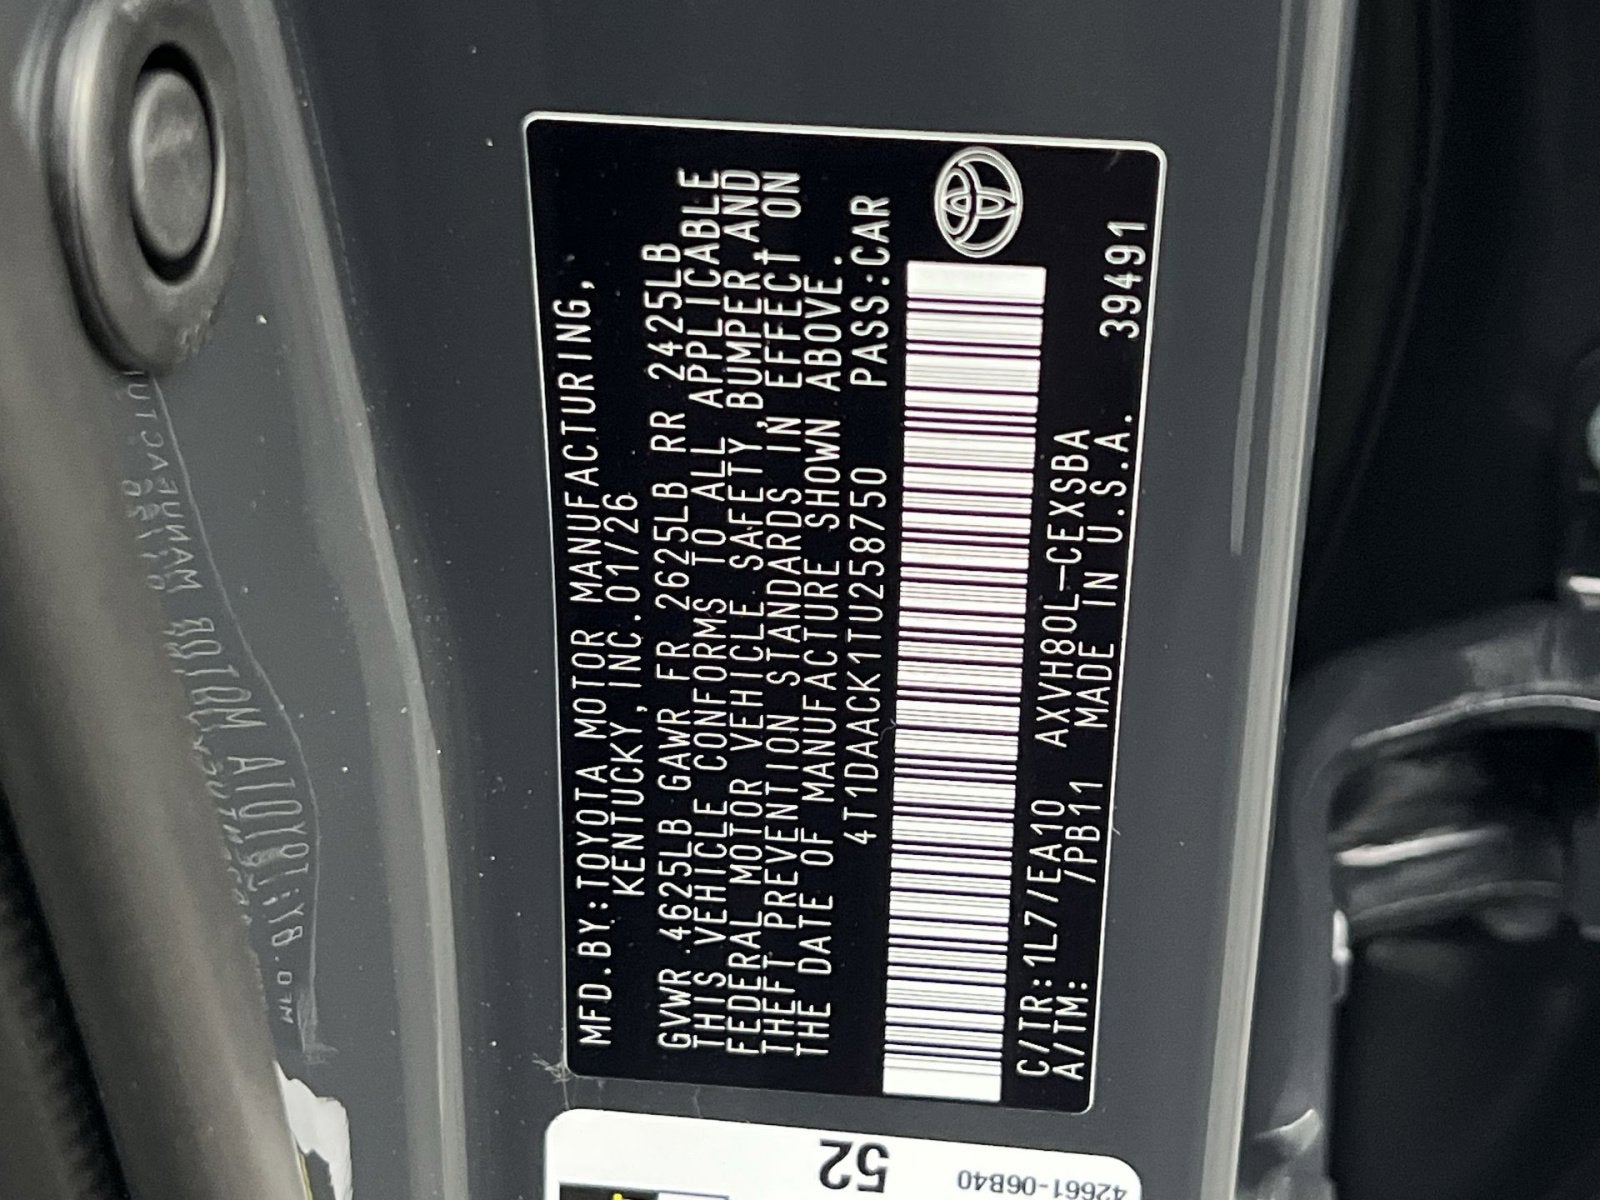 MFD.BY:TOYOTA MOTOR MANUFACTURING,
KENTUCKY,INC.01/26
GVWR 4625LB GAWR FR 2625LB RR 2425LB
THIS VEHICLE CONFORMS TO ALL APPLICABLE
FEDERAL MOTOR VEHICLE SAFETY,BUMPER,AND
THEFT PREVENTION STANDARDS IN EFFECT ON
THE DATE OF MANUFACTURE SHOWN ABOVE.
4T1DAACK1TU258750 PASS:CAR
C/TR:1L7/EA10 AXVH80L-CEXSBA 39491
A/TM: /PB11 MADE IN U.S.A.
52
42661-06B40